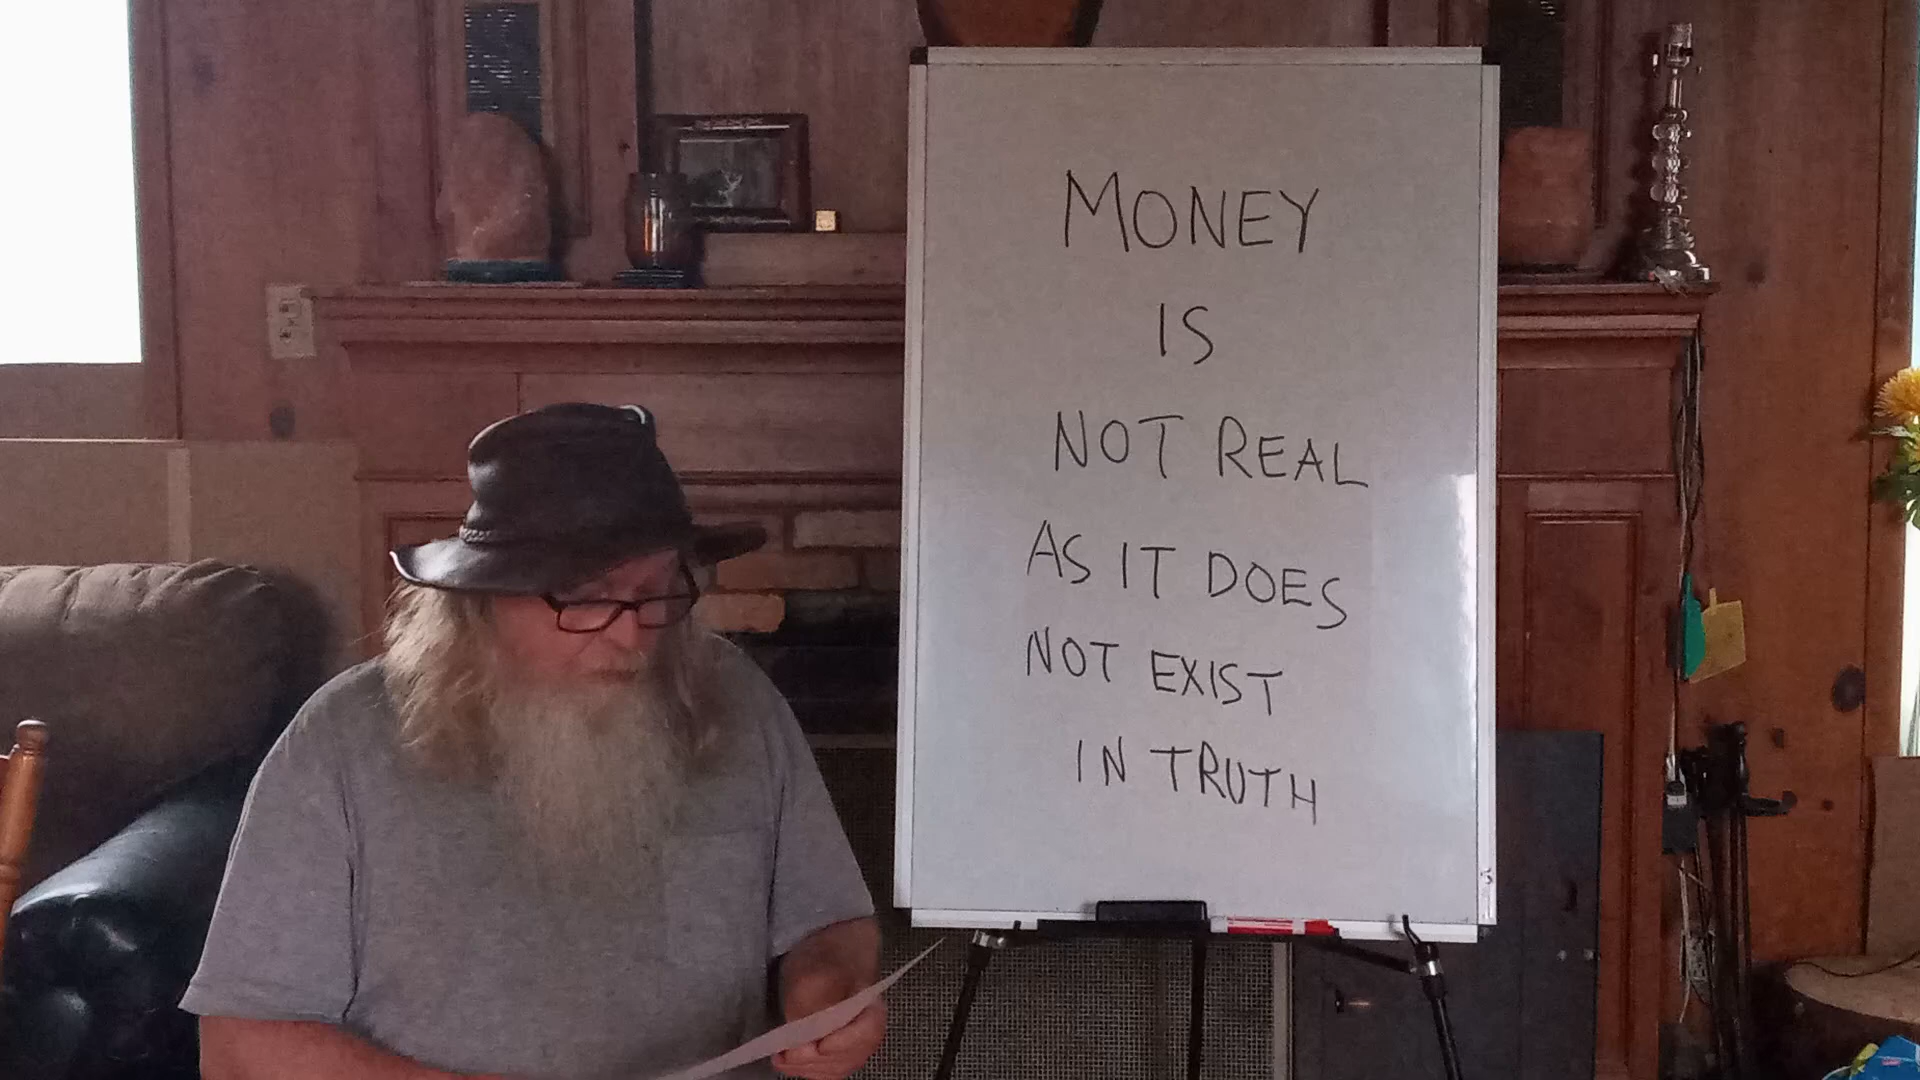 MONEY
IS
NOT REAL
AS IT DOES
NOT EXIST
IN TRUTH